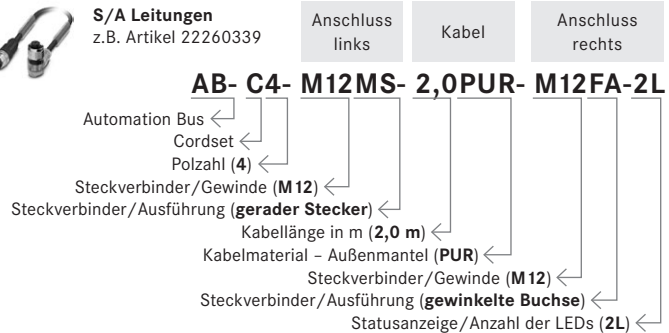 S/A Leitungen
z.B. Artikel 22260339
Anschluss
links
Kabel
Anschluss
rechts
AB- C4- M12MS- 2,0PUR- M12FA-2L
Automation Bus
Cordset
Polzahl (4)
Steckverbinder/Gewinde (M12)
Steckverbinder/Ausführung (gerader Stecker)
Kabellänge in m (2,0 m)
Kabelmaterial – Außenmantel (PUR)
Steckverbinder/Gewinde (M12)
Steckverbinder/Ausführung (gewinkelte Buchse)
Statusanzeige/Anzahl der LEDs (2L)